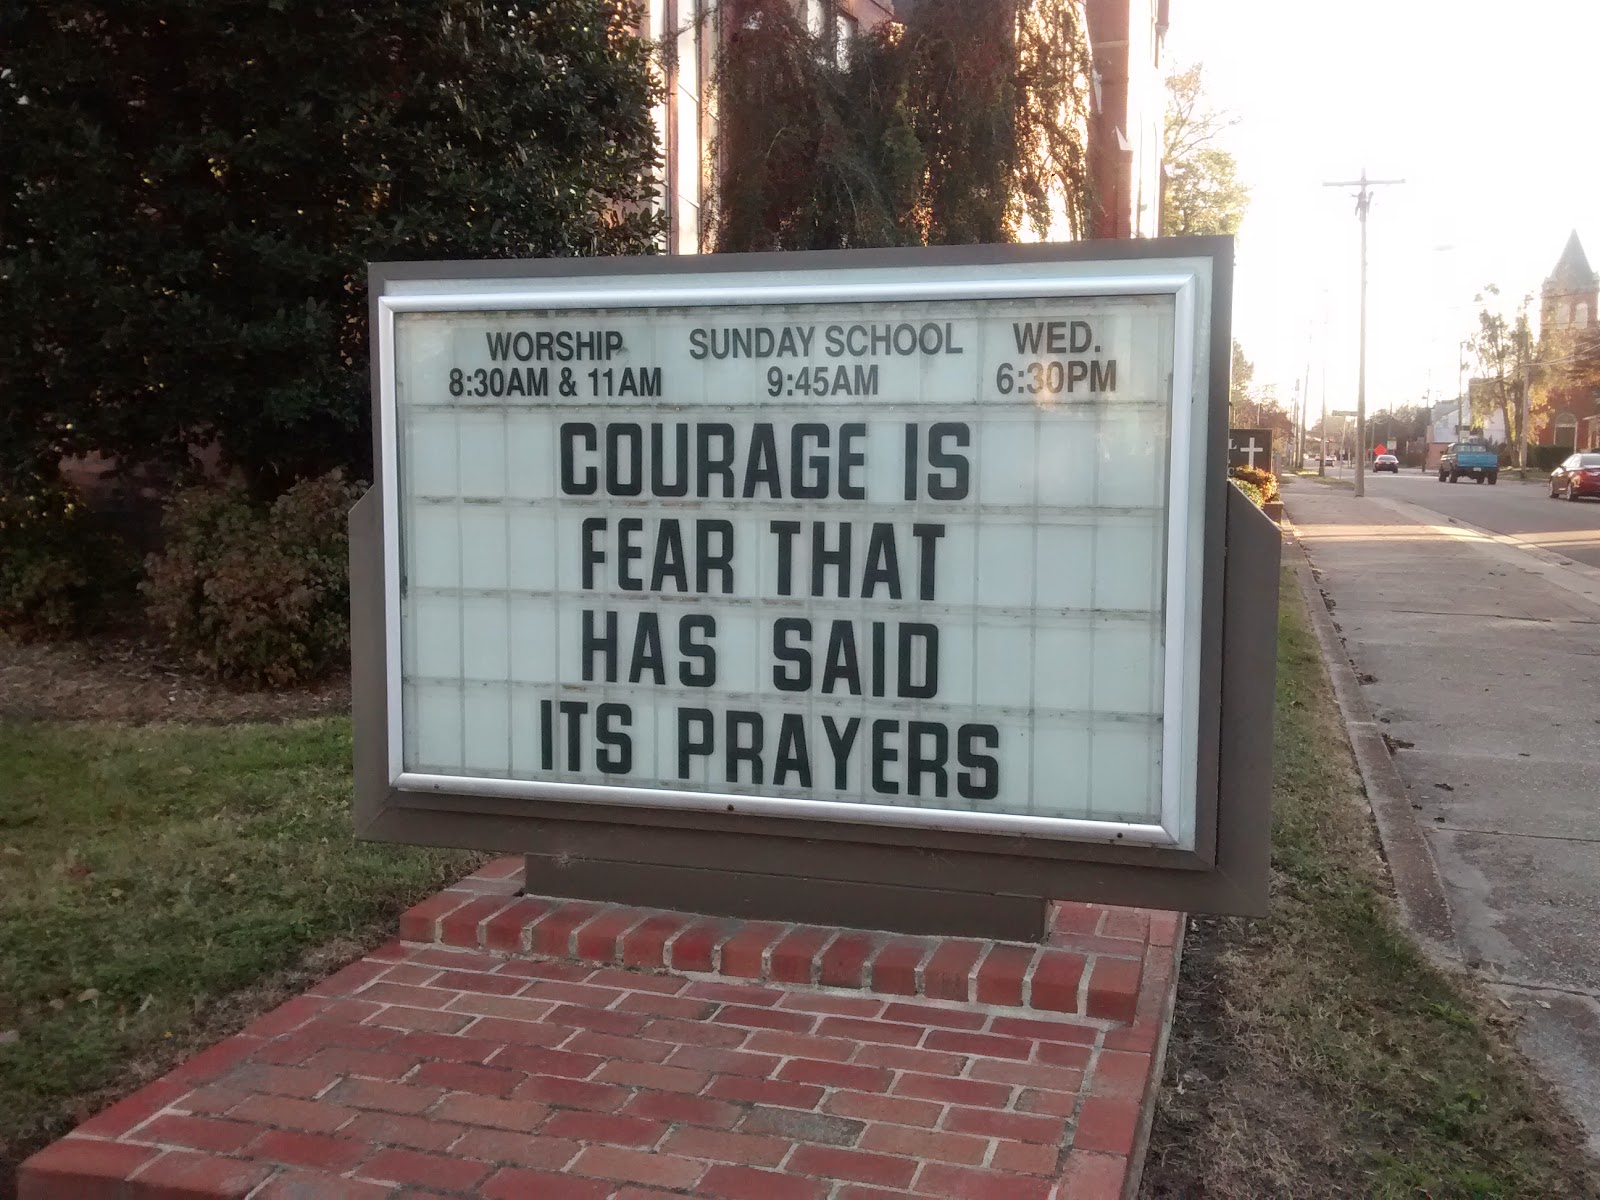 WORSHIP SUNDAY SCHOOL WED.
8:30AM & 11AM 9:45AM 6:30PM
COURAGE IS
FEAR THAT
HAS SAID
ITS PRAYERS